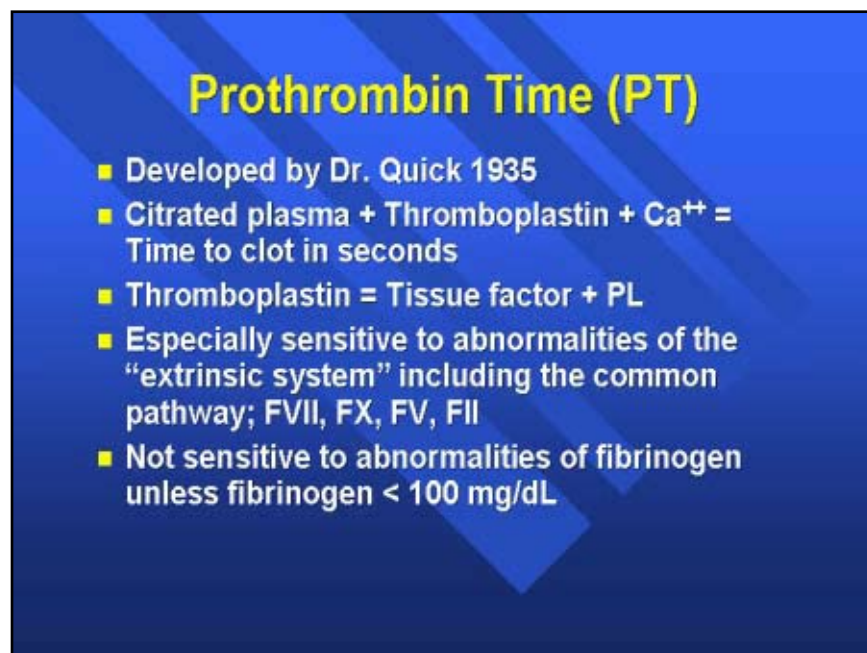 Prothrombin Time (PT)
Developed by Dr. Quick 1935
Citrated plasma + Thromboplastin + Ca⁺⁺ =
Time to clot in seconds
Thromboplastin = Tissue factor + PL
Especially sensitive to abnormalities of the
“extrinsic system” including the common
pathway; FVII, FX, FV, FII
Not sensitive to abnormalities of fibrinogen
unless fibrinogen < 100 mg/dL